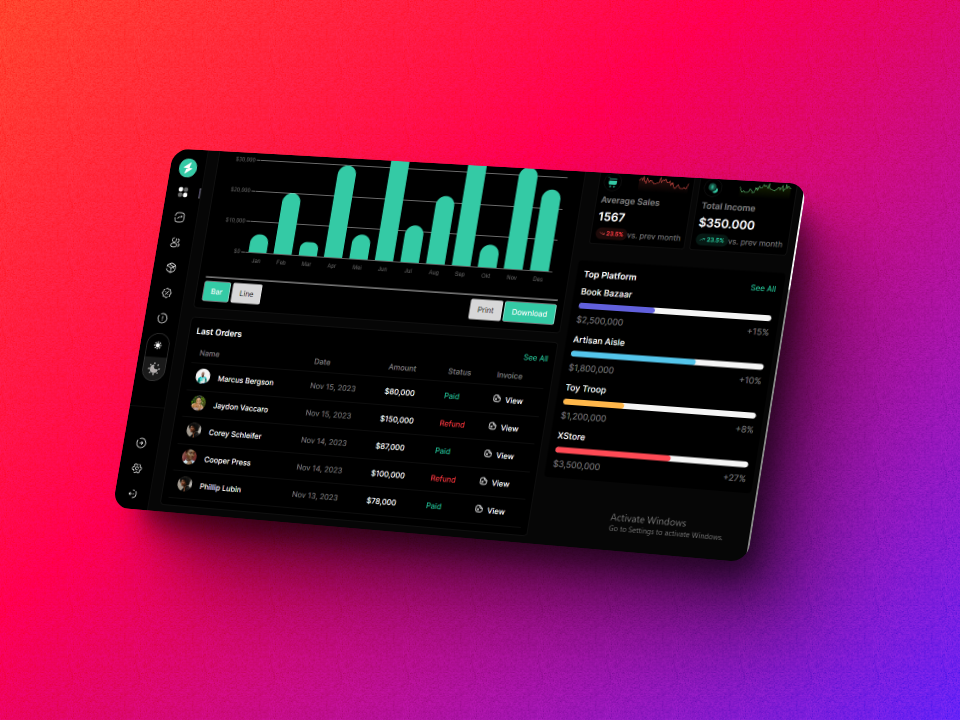 $30,000
$20,000
$10,000
$0
Jan Feb Mar Apr Mei Jun Jul Aug Sep Okt Nov Des
Bar Line Print Download
Average Sales
1567
23.5% vs. prev month
Total Income
$350.000
23.5% vs. prev month
Last Orders
See All
Name Date Amount Status Invoice
Marcus Bergson Nov 15, 2023 $80,000 Paid View
Jaydon Vaccaro Nov 15, 2023 $150,000 Refund View
Corey Schleifer Nov 14, 2023 $87,000 Paid View
Cooper Press Nov 14, 2023 $100,000 Refund View
Phillip Lubin Nov 13, 2023 $78,000 Paid View
Top Platform
See All
Book Bazaar
$2,500,000 +15%
Artisan Aisle
$1,800,000 +10%
Toy Troop
$1,200,000 +8%
XStore
$3,500,000 +27%
Activate Windows
Go to Settings to activate Windows.